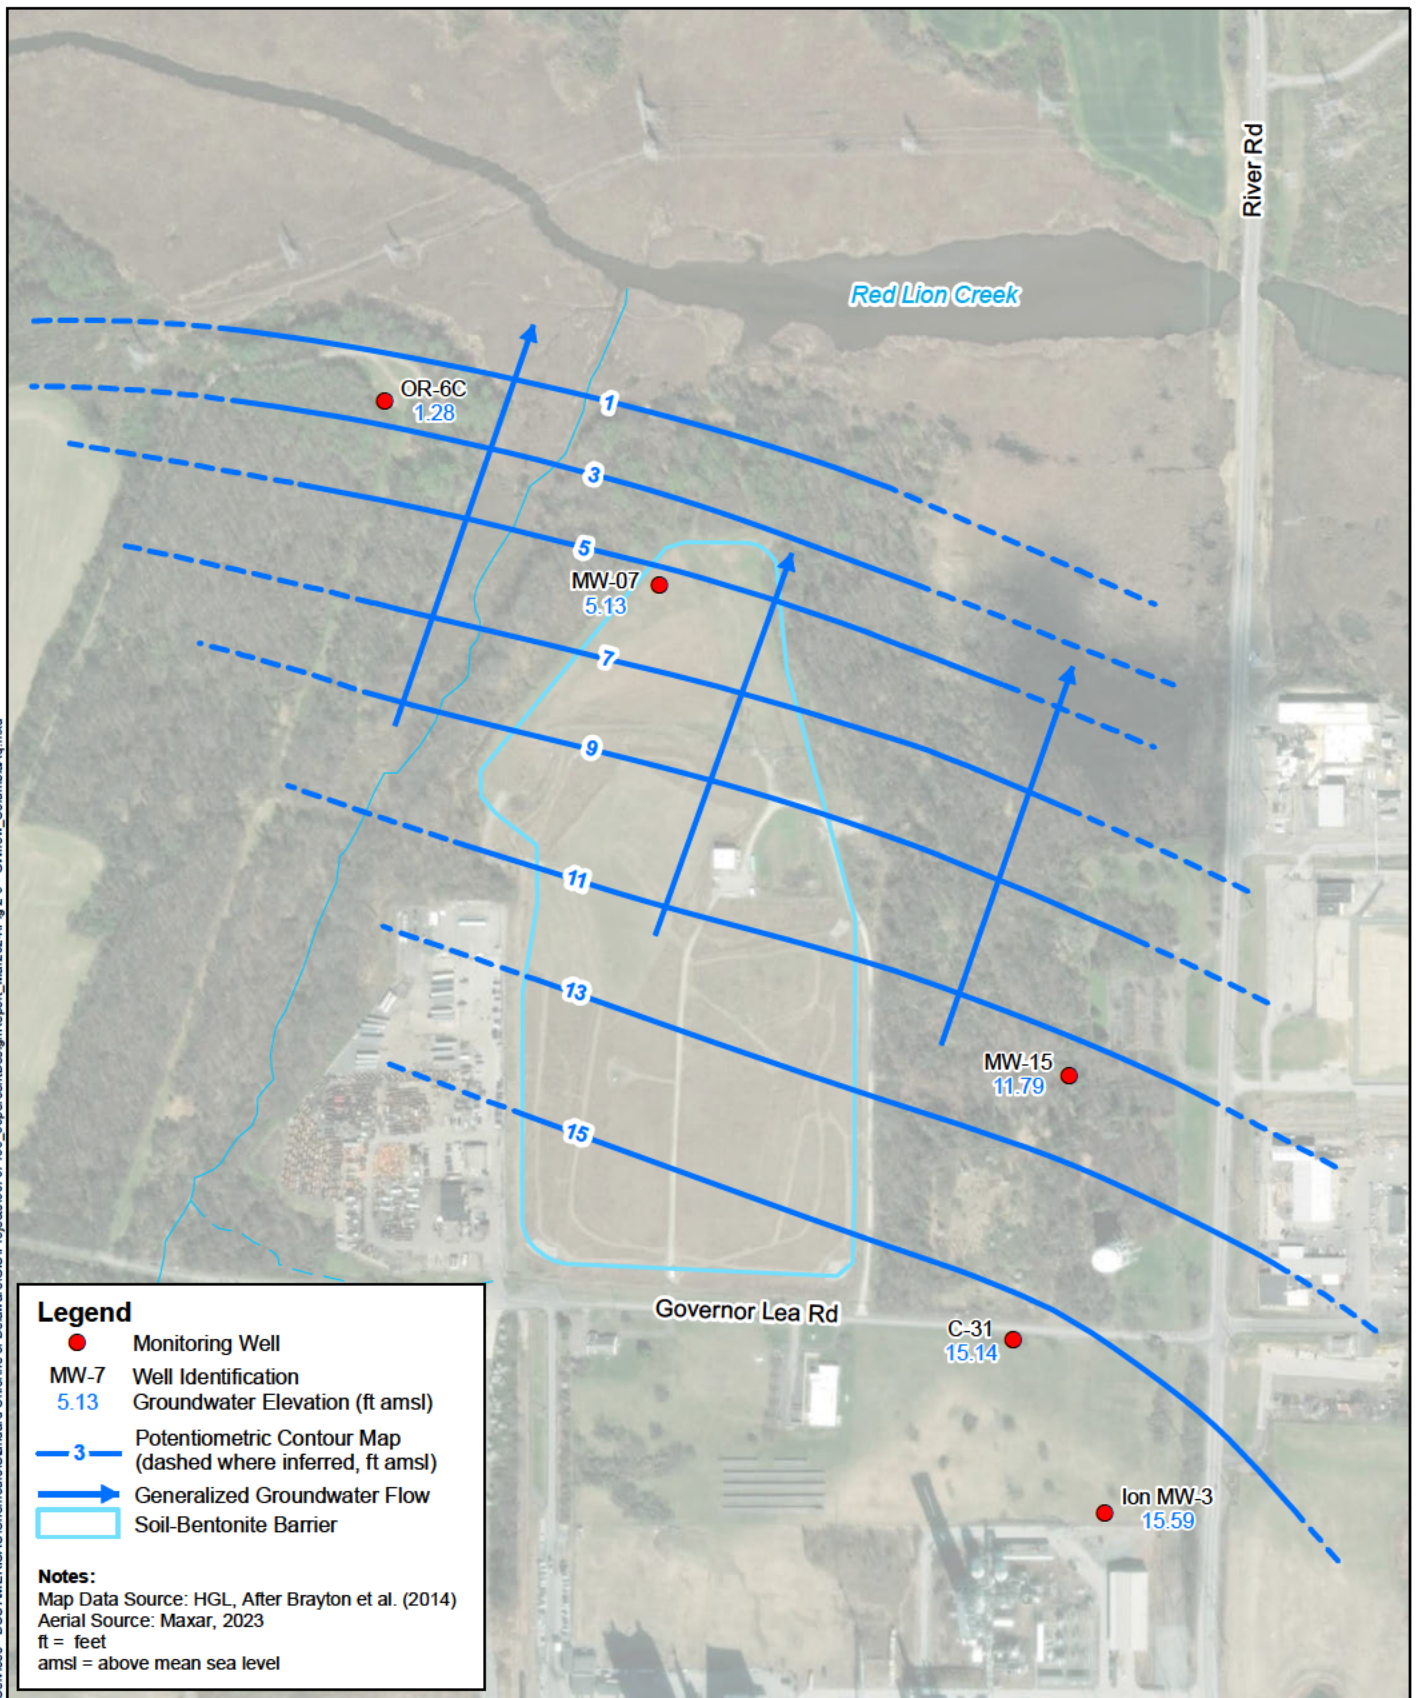 River Rd
Red Lion Creek
OR-6C
1.28
1
3
5
MW-07
5.13
7
9
11
13
MW-15
11.79
15
Governor Lea Rd
C-31
15.14
Ion MW-3
15.59
Legend
Monitoring Well
MW-7 Well Identification
5.13 Groundwater Elevation (ft amsl)
3 Potentiometric Contour Map
(dashed where inferred, ft amsl)
Generalized Groundwater Flow
Soil-Bentonite Barrier
Notes:
Map Data Source: HGL, After Brayton et al. (2014)
Aerial Source: Maxar, 2023
ft = feet
amsl = above mean sea level